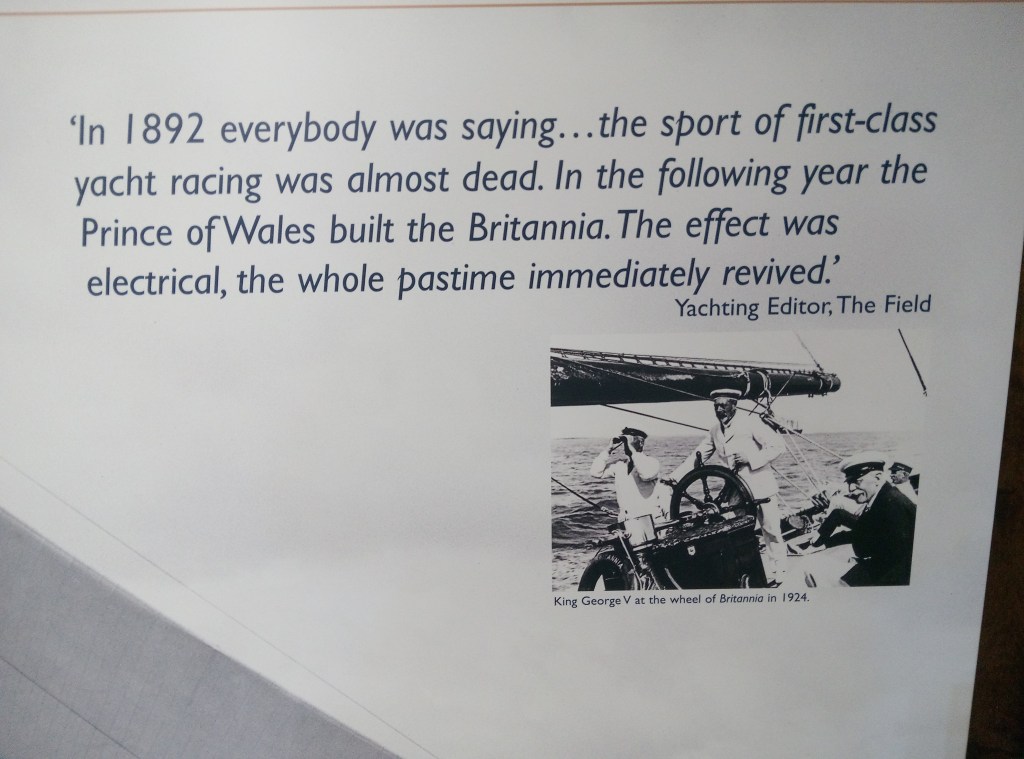 ‘In 1892 everybody was saying...the sport of first-class
yacht racing was almost dead. In the following year the
Prince of Wales built the Britannia. The effect was
electrical, the whole pastime immediately revived.’
Yachting Editor, The Field
King George V at the wheel of Britannia in 1924.